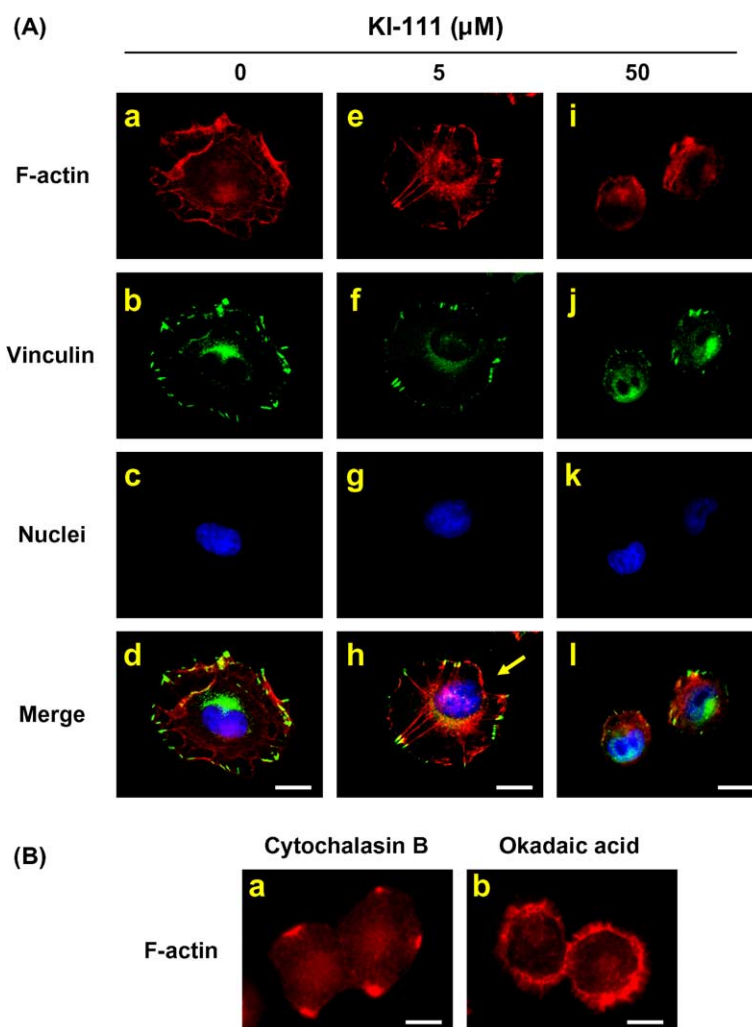 (A)
KI-111 (µM)
0 5 50
F-actin a e i
Vinculin b f j
Nuclei c g k
Merge d h l
(B)
Cytochalasin B Okadaic acid
F-actin a b